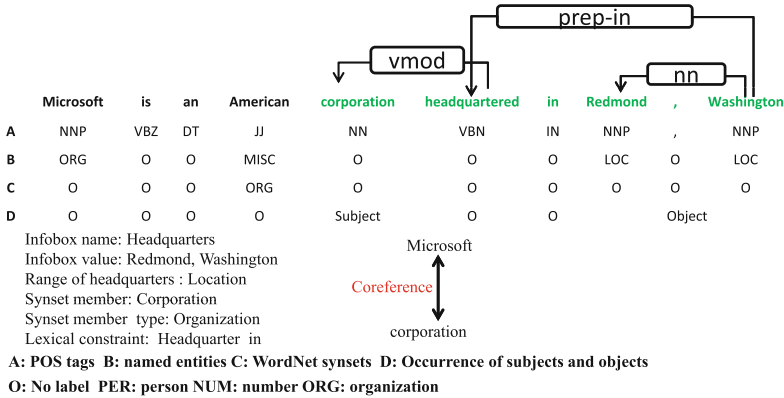 prep-in
vmod
nn
Microsoft is an American corporation headquartered in Redmond , Washington
A NNP VBZ DT JJ NN VBN IN NNP , NNP
B ORG O O MISC O O O LOC O LOC
C O O O ORG O O O O O O
D O O O O Subject O O Object
Infobox name: Headquarters
Infobox value: Redmond, Washington
Range of headquarters : Location
Synset member: Corporation
Synset member type: Organization
Lexical constraint: Headquarter in
Microsoft
Coreference
corporation
A: POS tags B: named entities C: WordNet synsets D: Occurrence of subjects and objects
O: No label PER: person NUM: number ORG: organization